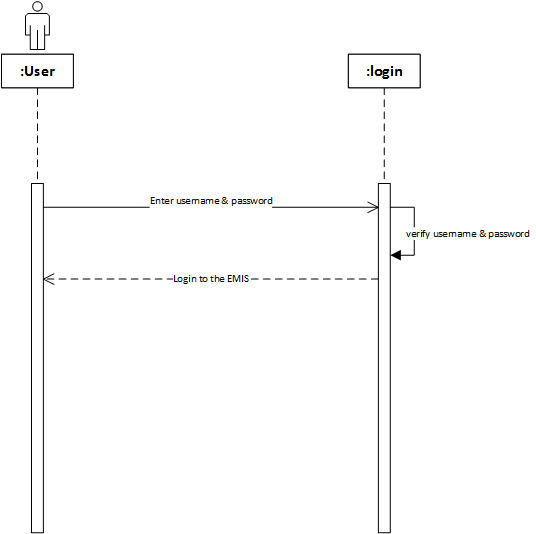 :User
:login
Enter username & password
verify username & password
Login to the EMIS